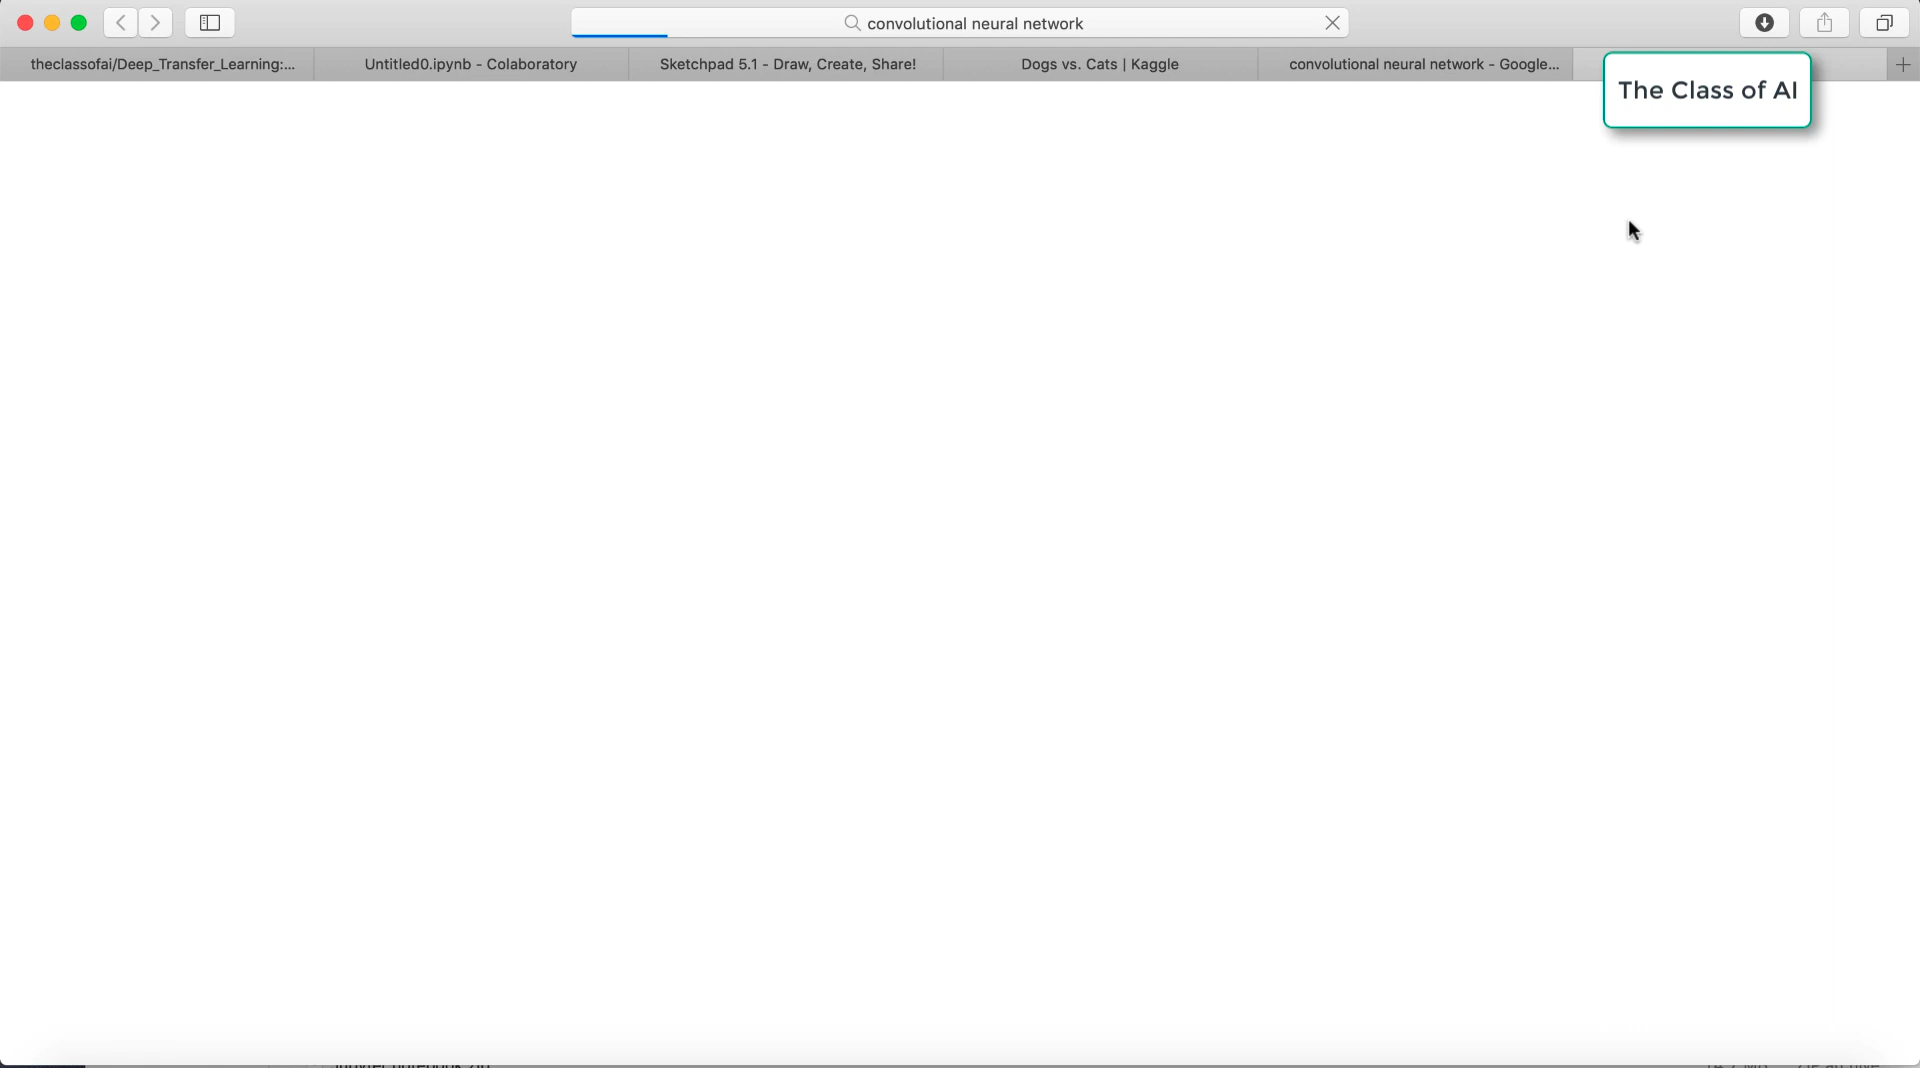 convolutional neural network
theclassofai/Deep_Transfer_Learning:...
Untitled0.ipynb - Colaboratory
Sketchpad 5.1 - Draw, Create, Share!
Dogs vs. Cats | Kaggle
convolutional neural network - Google...
The Class of AI